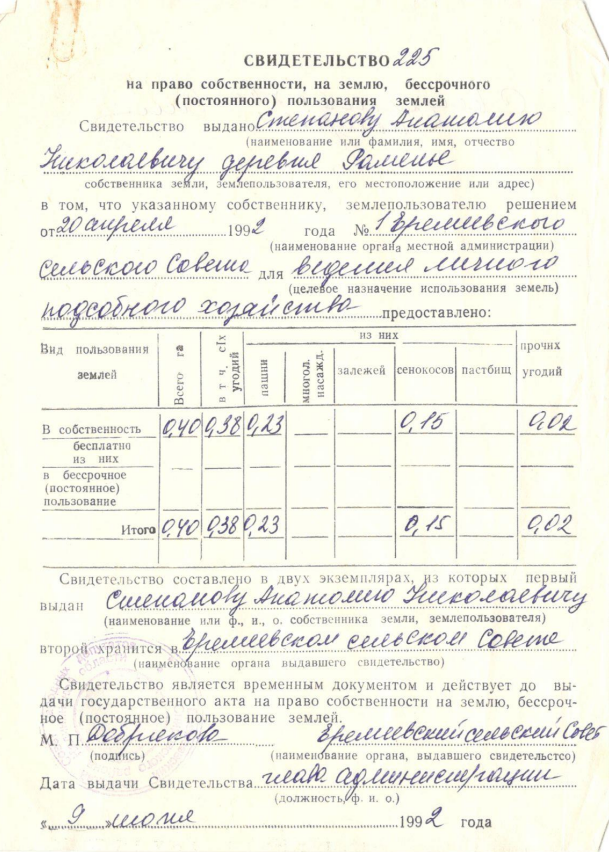 СВИДЕТЕЛЬСТВО 225
на право собственности, на землю, бессрочного
(постоянного) пользования землей
Свидетельство выдано Степанову Анатолию
(наименование или фамилия, имя, отчество
Николаевичу деревне Раменье
собственника земли, землепользователя, его местоположение или адрес)
в том, что указанному собственнику, землепользователю решением
от 20 апреля 1992 года № 1 Еремеевского
(наименование органа местной администрации)
сельского Совета для ведения личного
(целевое назначение использования земель)
подсобного хозяйства предоставлено:
Вид пользования землей
Всего га
в т ч. с/х угодий
из них
пашни
многол. насажд.
залежей
сенокосов
пастбищ
прочих угодий
В собственность 0,40 0,38 0,23 — — 0,15 — 0,02
бесплатно из них — — — — — — — —
в бессрочное (постоянное) пользование — — — — — — — —
Итого 0,40 0,38 0,23 — — 0,15 — 0,02
Свидетельство составлено в двух экземплярах, из которых первый
выдан Степанову Анатолию Николаевичу
(наименование или ф., и., о. собственника земли, землепользователя)
второй хранится в Еремеевском сельском Совете
(наименование органа выдавшего свидетельство)
Свидетельство является временным документом и действует до вы-
дачи государственного акта на право собственности на землю, бессроч-
ное (постоянное) пользование землей.
М. П. Еремеевский сельский Совет
(подпись) (наименование органа, выдавшего свидетельстсо)
Дата выдачи Свидетельства глава администрации
(должность, ф. и. о.)
«9» июня 1992 года